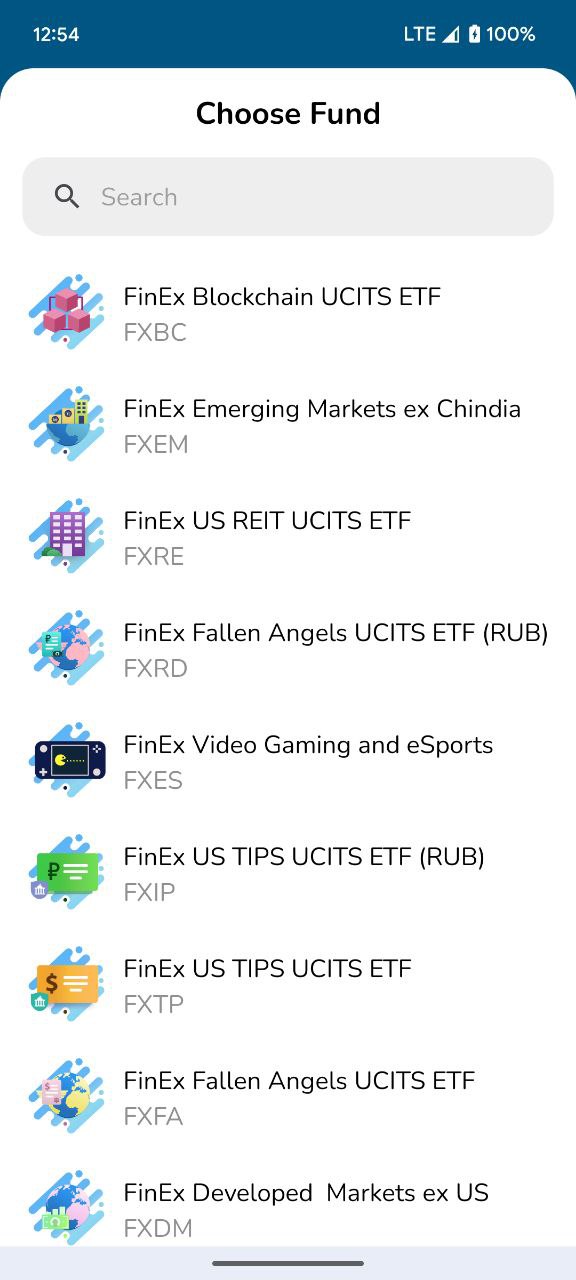 12:54
LTE 100%
Choose Fund
Search
FinEx Blockchain UCITS ETF
FXBC
FinEx Emerging Markets ex Chindia
FXEM
FinEx US REIT UCITS ETF
FXRE
FinEx Fallen Angels UCITS ETF (RUB)
FXRD
FinEx Video Gaming and eSports
FXES
FinEx US TIPS UCITS ETF (RUB)
₽
FXIP
FinEx US TIPS UCITS ETF
$
FXTP
FinEx Fallen Angels UCITS ETF
FXFA
FinEx Developed  Markets ex US
FXDM